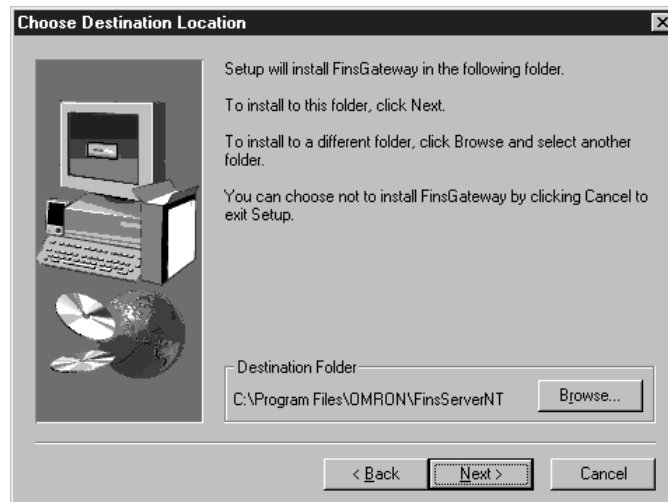 Choose Destination Location
Setup will install FinsGateway in the following folder.
To install to this folder, click Next.
To install to a different folder, click Browse and select another
folder.
You can choose not to install FinsGateway by clicking Cancel to
exit Setup.
Destination Folder
C:\Program Files\OMRON\FinsServerNT
Browse...
< Back
Next >
Cancel